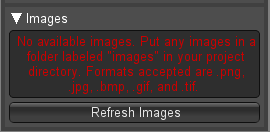 Images
No available images. Put any images in a
folder labeled "images" in your project
directory. Formats accepted are .png,
.jpg, .bmp, .gif, and .tif.
Refresh Images